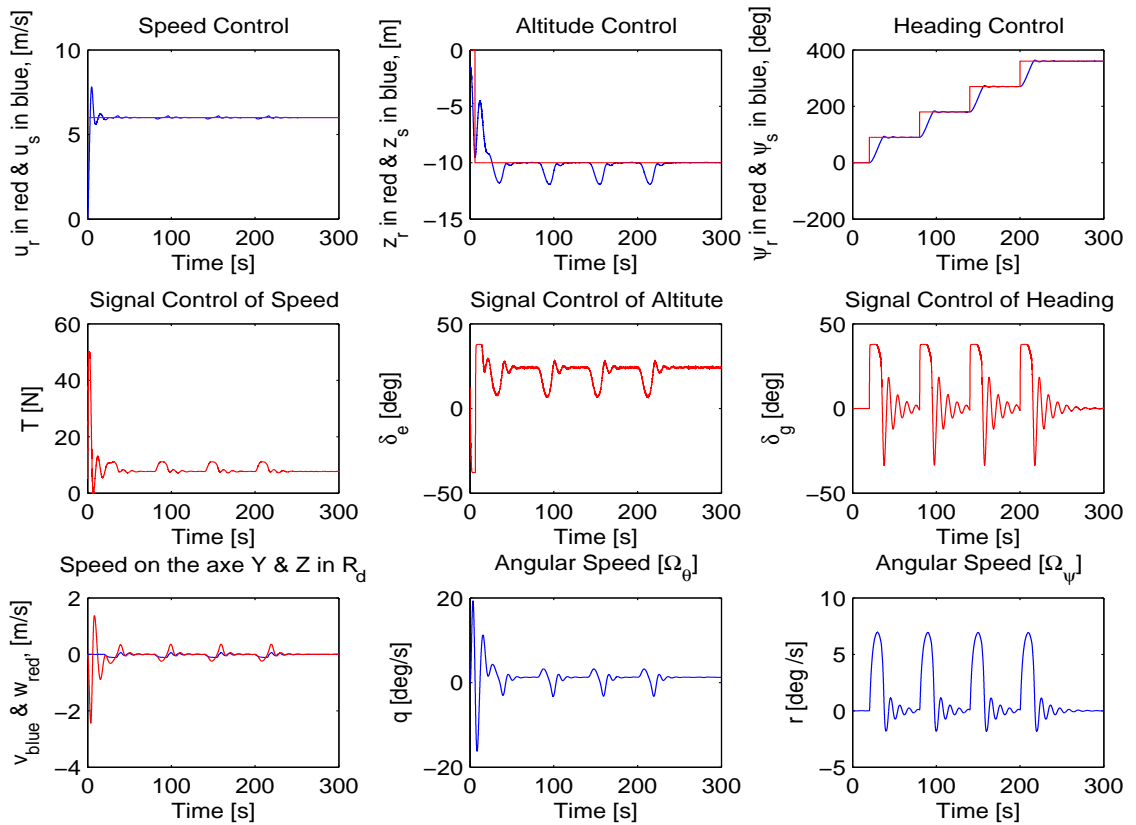 Speed Control
u_r in red & u_s in blue, [m/s]
10
5
0
0 100 200 300
Time [s]
Altitude Control
z_r in red & z_s in blue, [m]
0
−5
−10
−15
0 100 200 300
Time [s]
Heading Control
ψ_r in red & ψ_s in blue, [deg]
400
200
0
−200
0 100 200 300
Time [s]
Signal Control of Speed
T [N]
60
40
20
0
0 100 200 300
Time [s]
Signal Control of Altitute
δ_e [deg]
50
0
−50
0 100 200 300
Time [s]
Signal Control of Heading
δ_g [deg]
50
0
−50
0 100 200 300
Time [s]
Speed on the axe Y & Z in R_d
v_blue & w_red, [m/s]
2
0
−2
−4
0 100 200 300
Time [s]
Angular Speed [Ω_θ]
q [deg/s]
20
0
−20
0 100 200 300
Time [s]
Angular Speed [Ω_ψ]
r [deg /s]
10
5
0
−5
0 100 200 300
Time [s]